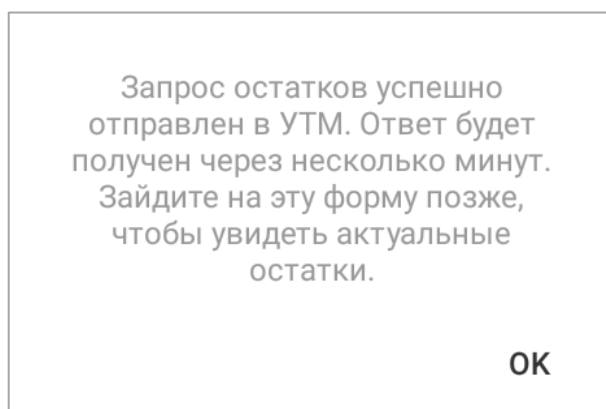 Запрос остатков успешно
отправлен в УТМ. Ответ будет
получен через несколько минут.
Зайдите на эту форму позже,
чтобы увидеть актуальные
остатки.
ОК